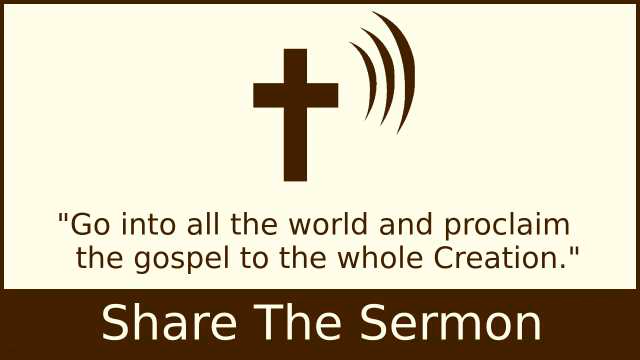 "Go into all the world and proclaim
the gospel to the whole Creation."
Share The Sermon